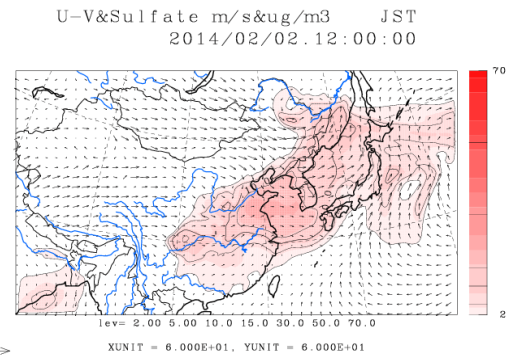 U-V&Sulfate m/s&ug/m3 JST
2014/02/02.12:00:00
70
2
lev= 2.00 5.00 10.0 15.0 30.0 50.0 70.0
XUNIT = 6.000E+01, YUNIT = 6.000E+01